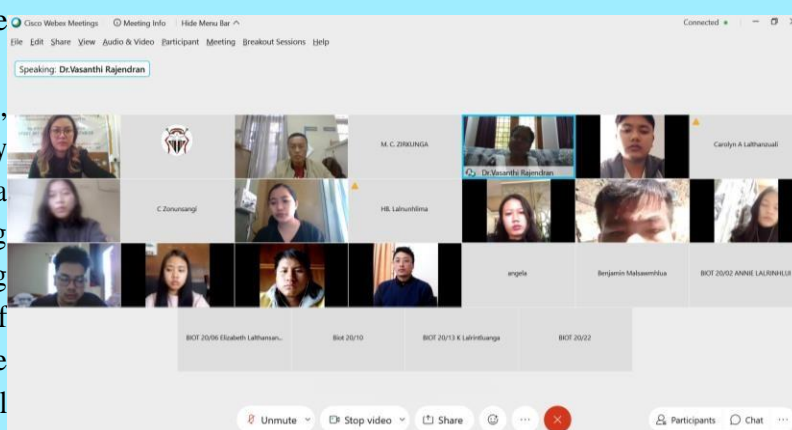 Cisco Webex Meetings Meeting Info Hide Menu Bar Connected
File Edit Share View Audio & Video Participant Meeting Breakout Sessions Help
Speaking: Dr.Vasanthi Rajendran
M. C. ZIRKUNGA
Dr.Vasanthi Rajendran
Carolyn A Lalthanzuali
C Zonunsangi
HB. Lalnunhlima
angela
Benjamin Malsawmhlua
BIOT 20/02 ANNIE LALRINHLUI
BIOT 20/06 Elizabeth Lalthansan...
Biot 20/10
BIOT 20/13 K Lalrintluanga
BIOT 20/22
Unmute Stop video Share Participants Chat